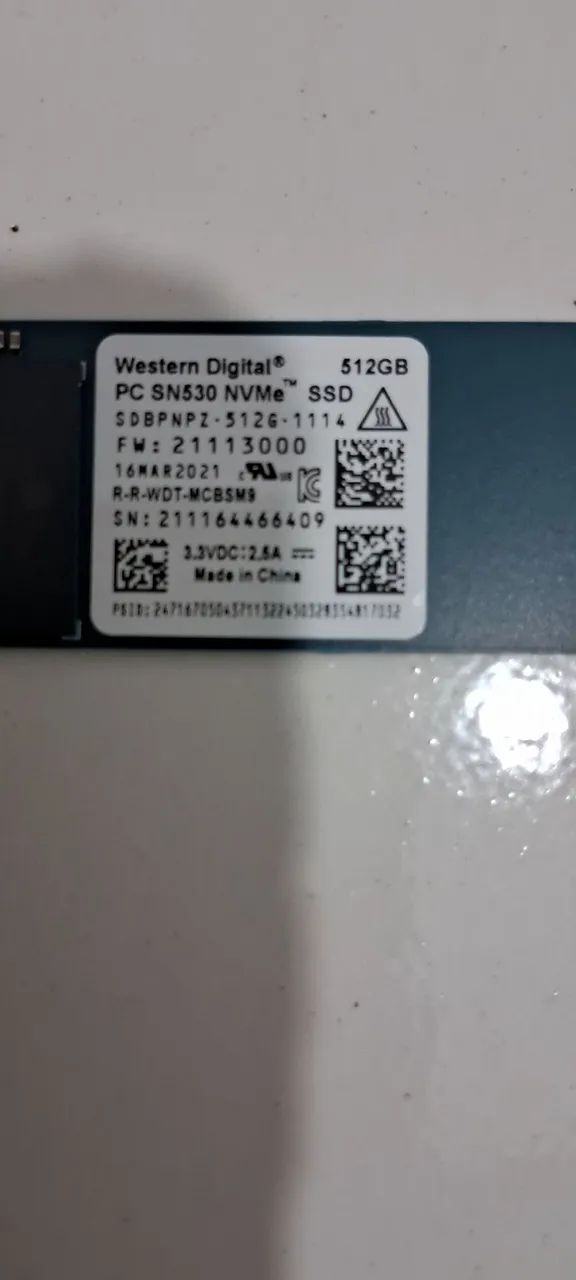 Western Digital® 512GB
PC SN530 NVMe™ SSD
SDBPNPZ-512G-1114
FW: 21113000
16MAR2021
R-R-WDT-MCBSM9
SN: 211164466409
3.3VDC:2.5A
Made in China
PSID: